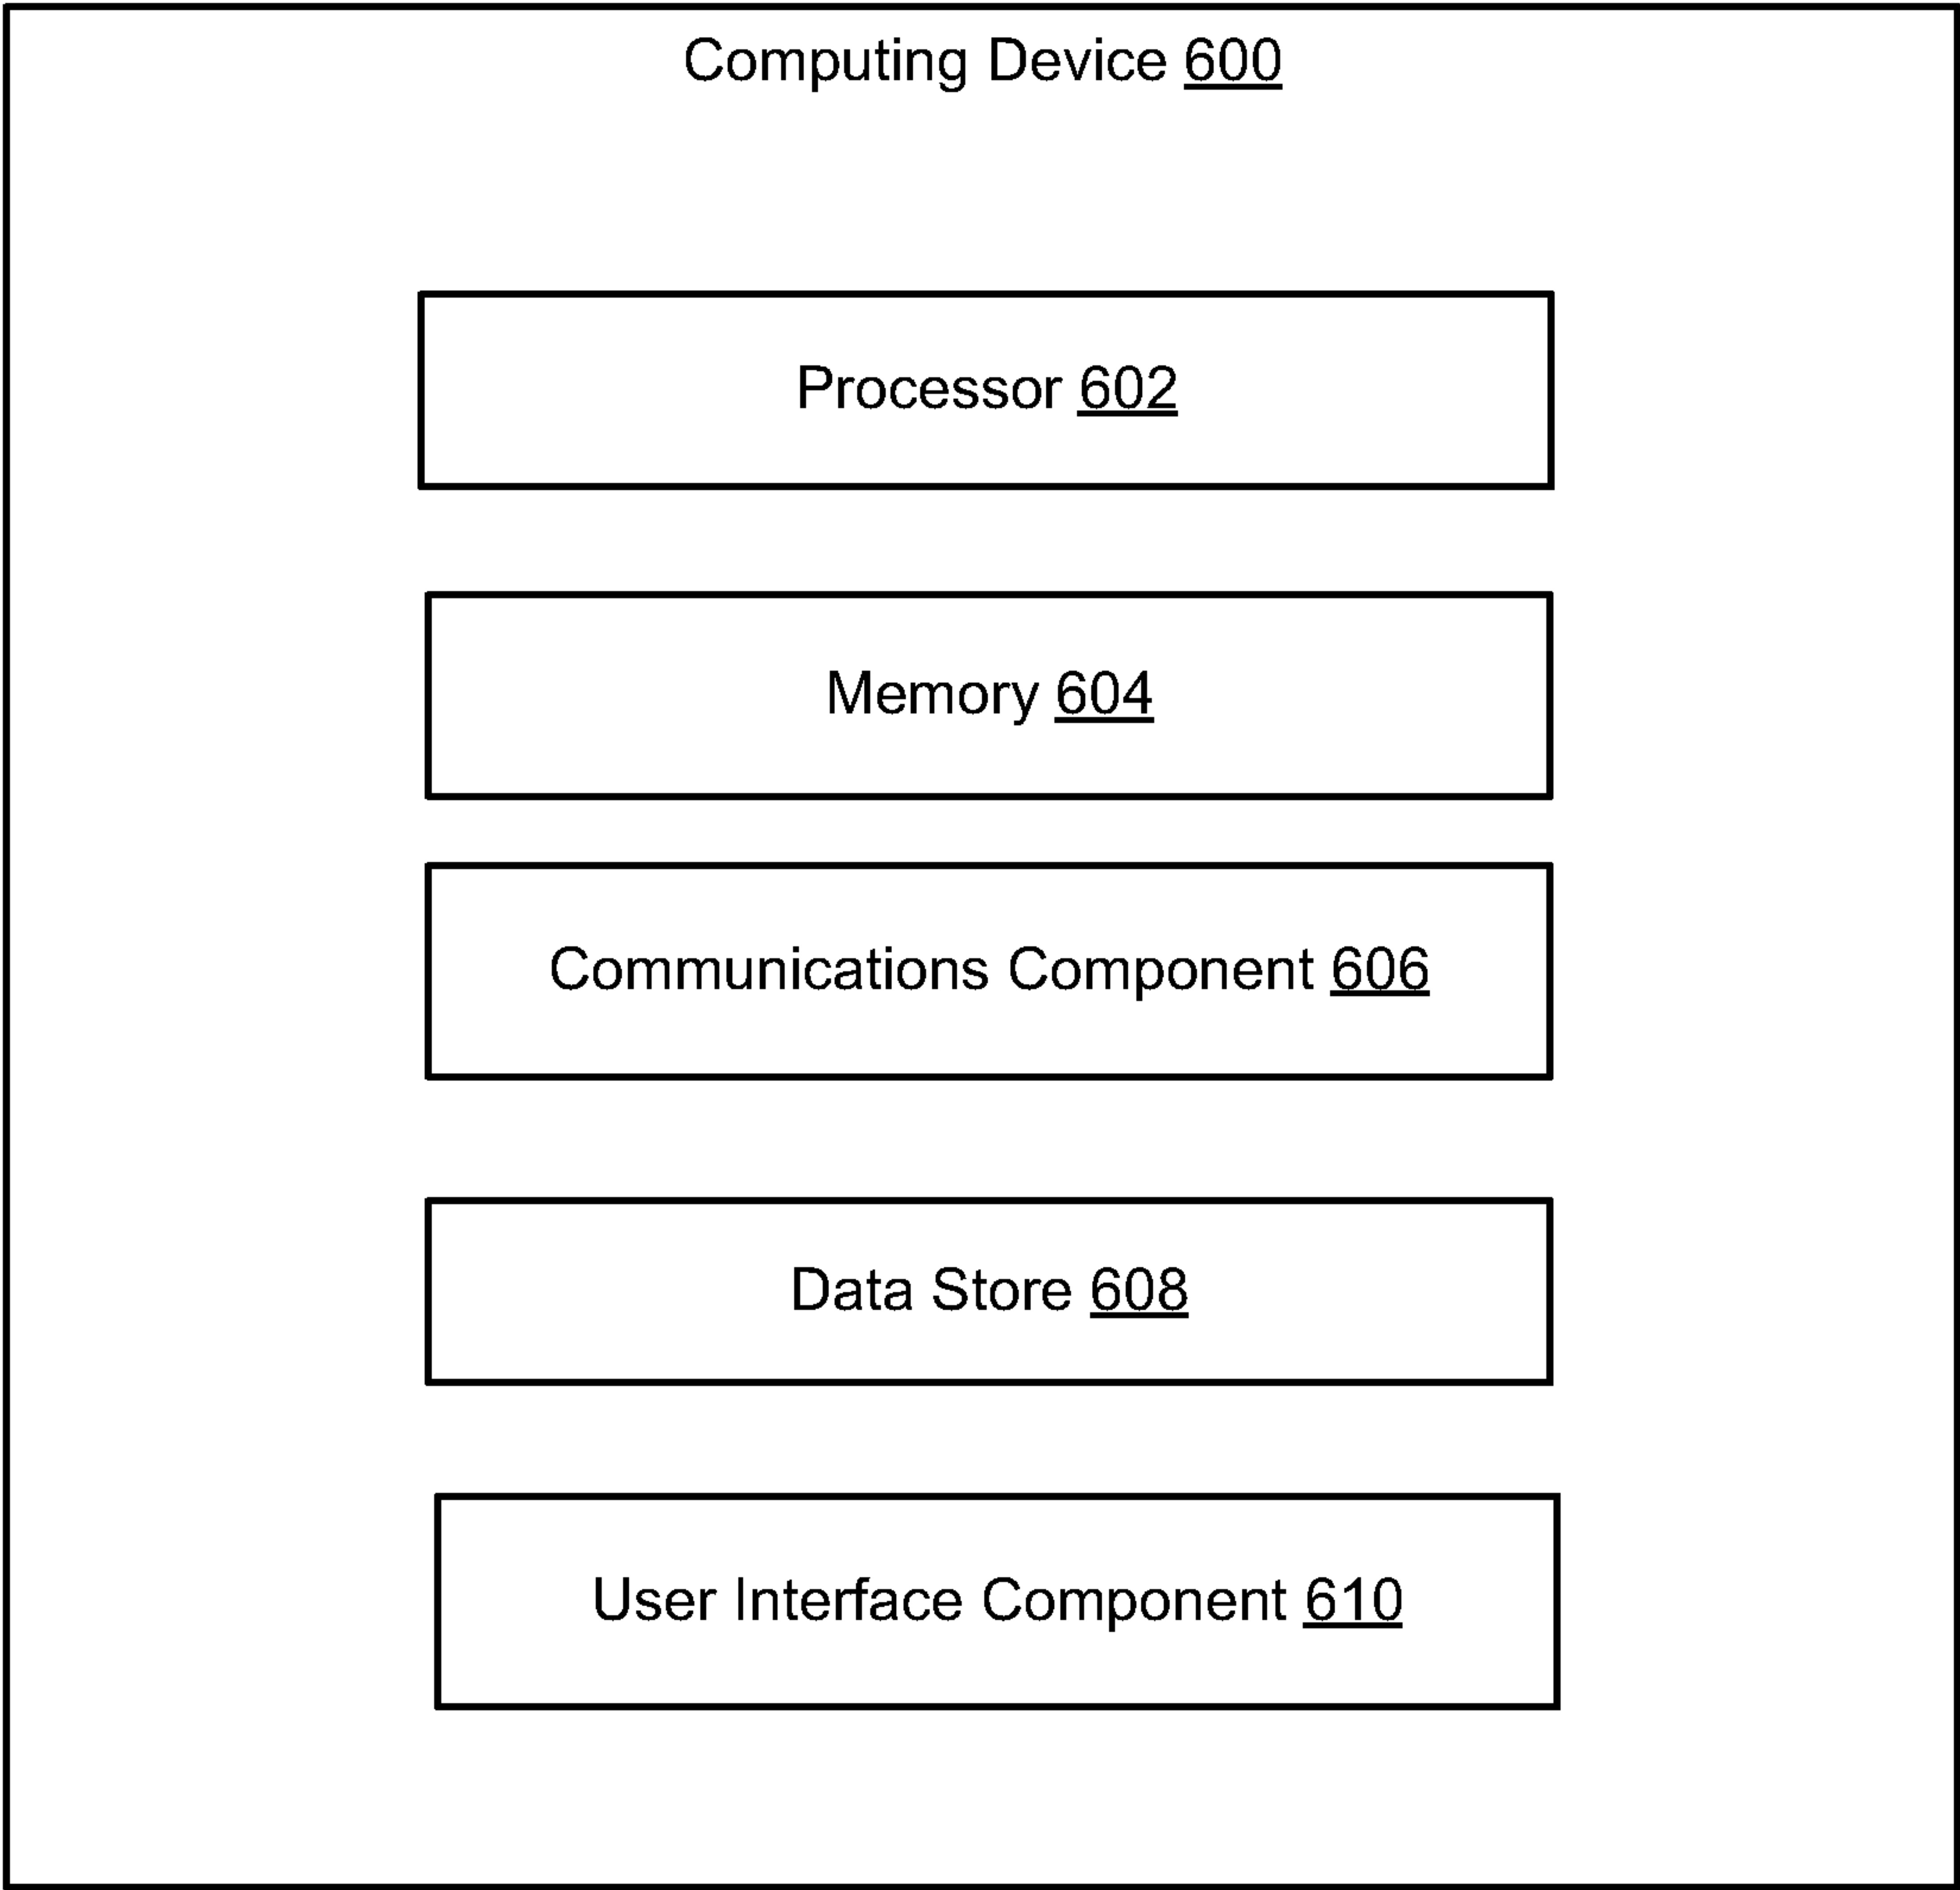 Computing Device 600
Processor 602
Memory 604
Communications Component 606
Data Store 608
User Interface Component 610